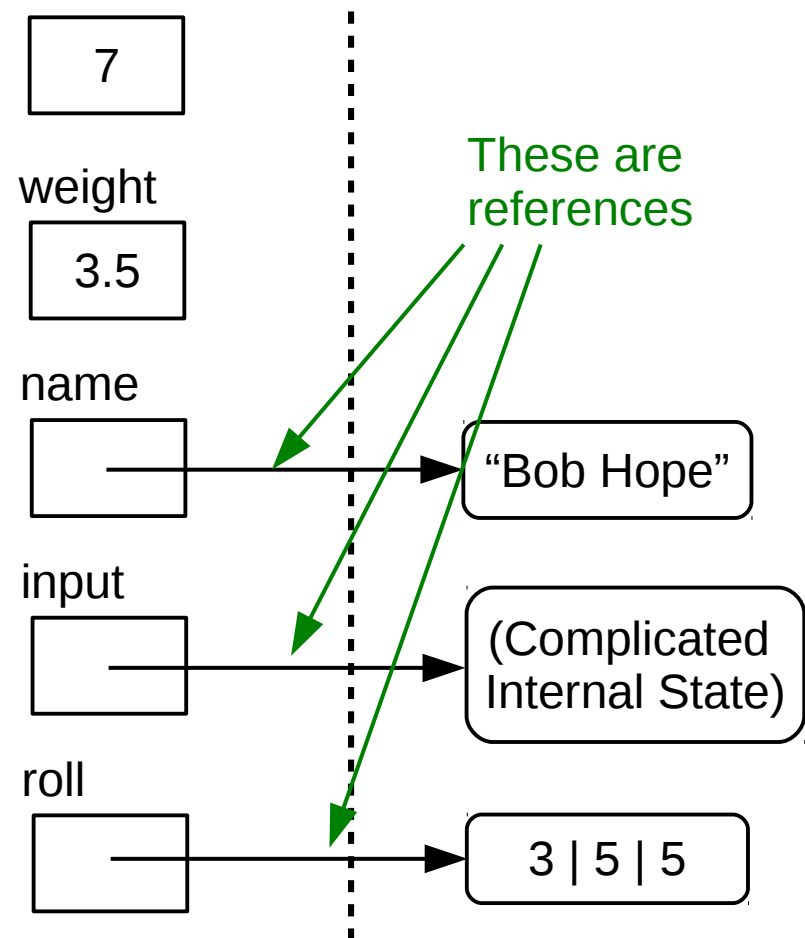 7
These are
references
weight
3.5
name
“Bob Hope”
input
(Complicated
Internal State)
roll
3 | 5 | 5